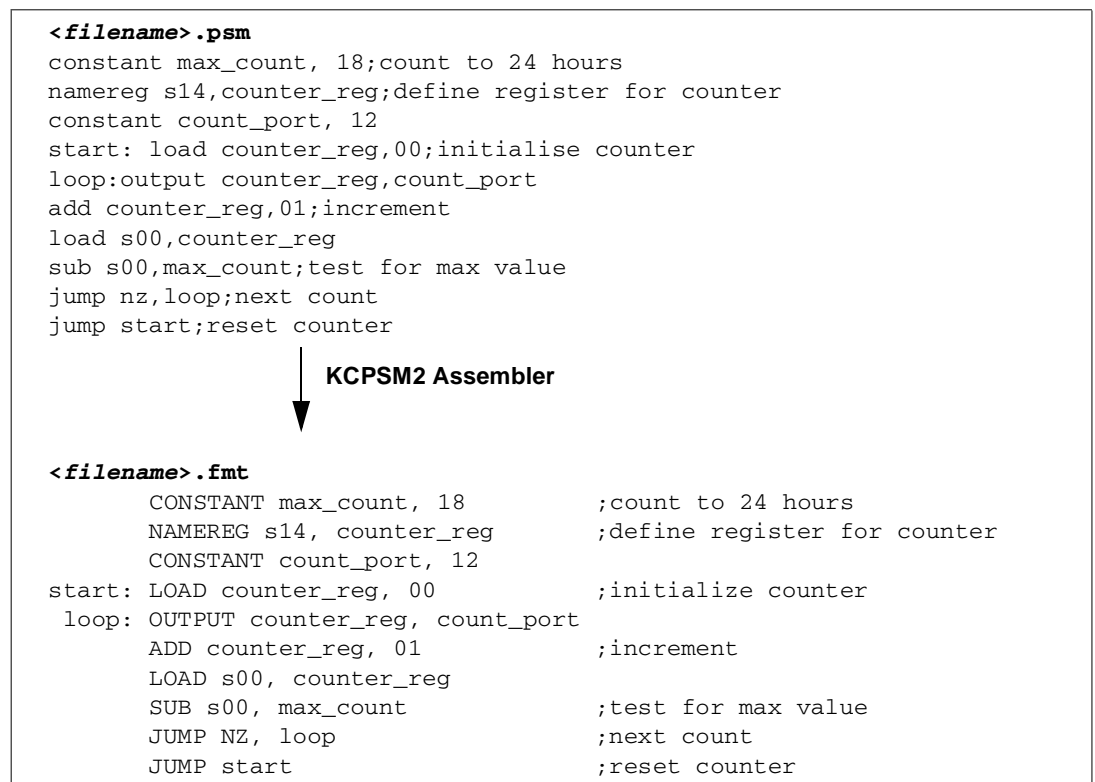 <filename>.psm
constant max_count, 18;count to 24 hours
namereg s14,counter_reg;define register for counter
constant count_port, 12
start: load counter_reg,00;initialise counter
loop:output counter_reg,count_port
add counter_reg,01;increment
load s00,counter_reg
sub s00,max_count;test for max value
jump nz,loop;next count
jump start;reset counter
KCPSM2 Assembler
<filename>.fmt
CONSTANT max_count, 18 ;count to 24 hours
NAMEREG s14, counter_reg ;define register for counter
CONSTANT count_port, 12
start: LOAD counter_reg, 00 ;initialize counter
loop: OUTPUT counter_reg, count_port
ADD counter_reg, 01 ;increment
LOAD s00, counter_reg
SUB s00, max_count ;test for max value
JUMP NZ, loop ;next count
JUMP start ;reset counter